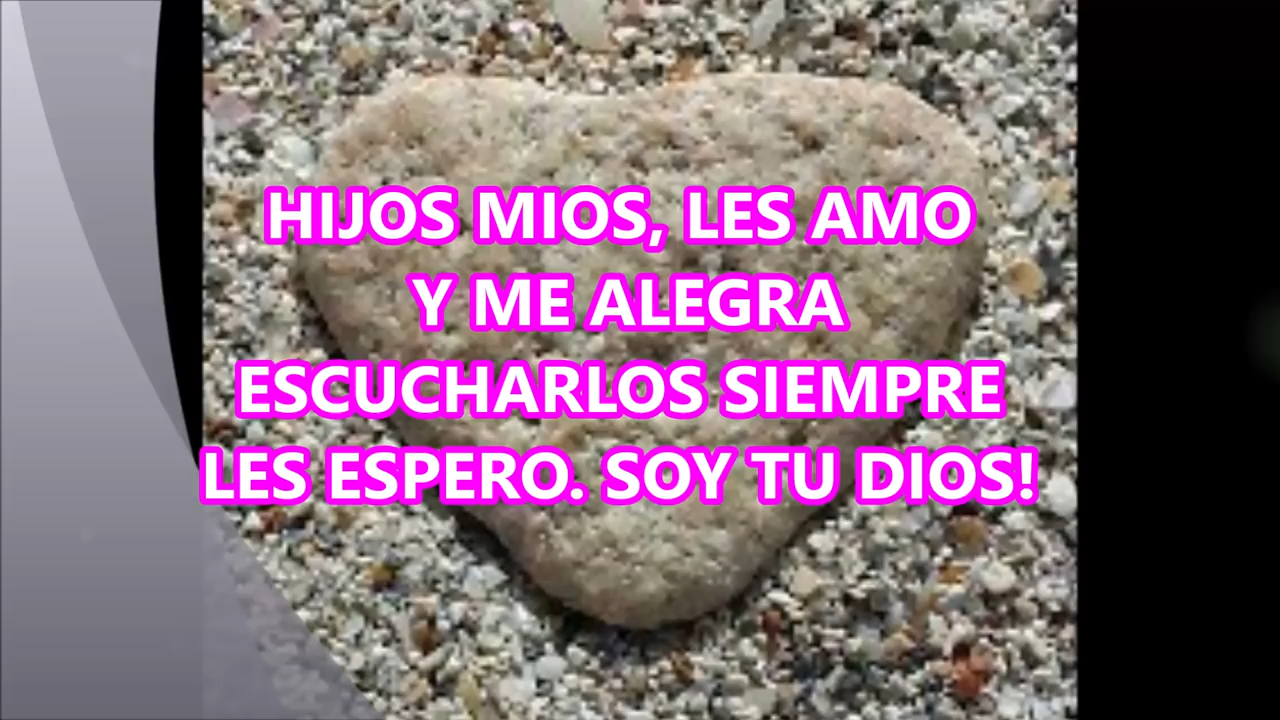 HIJOS MIOS, LES AMO
Y ME ALEGRA
ESCUCHARLOS SIEMPRE
LES ESPERO. SOY TU DIOS!